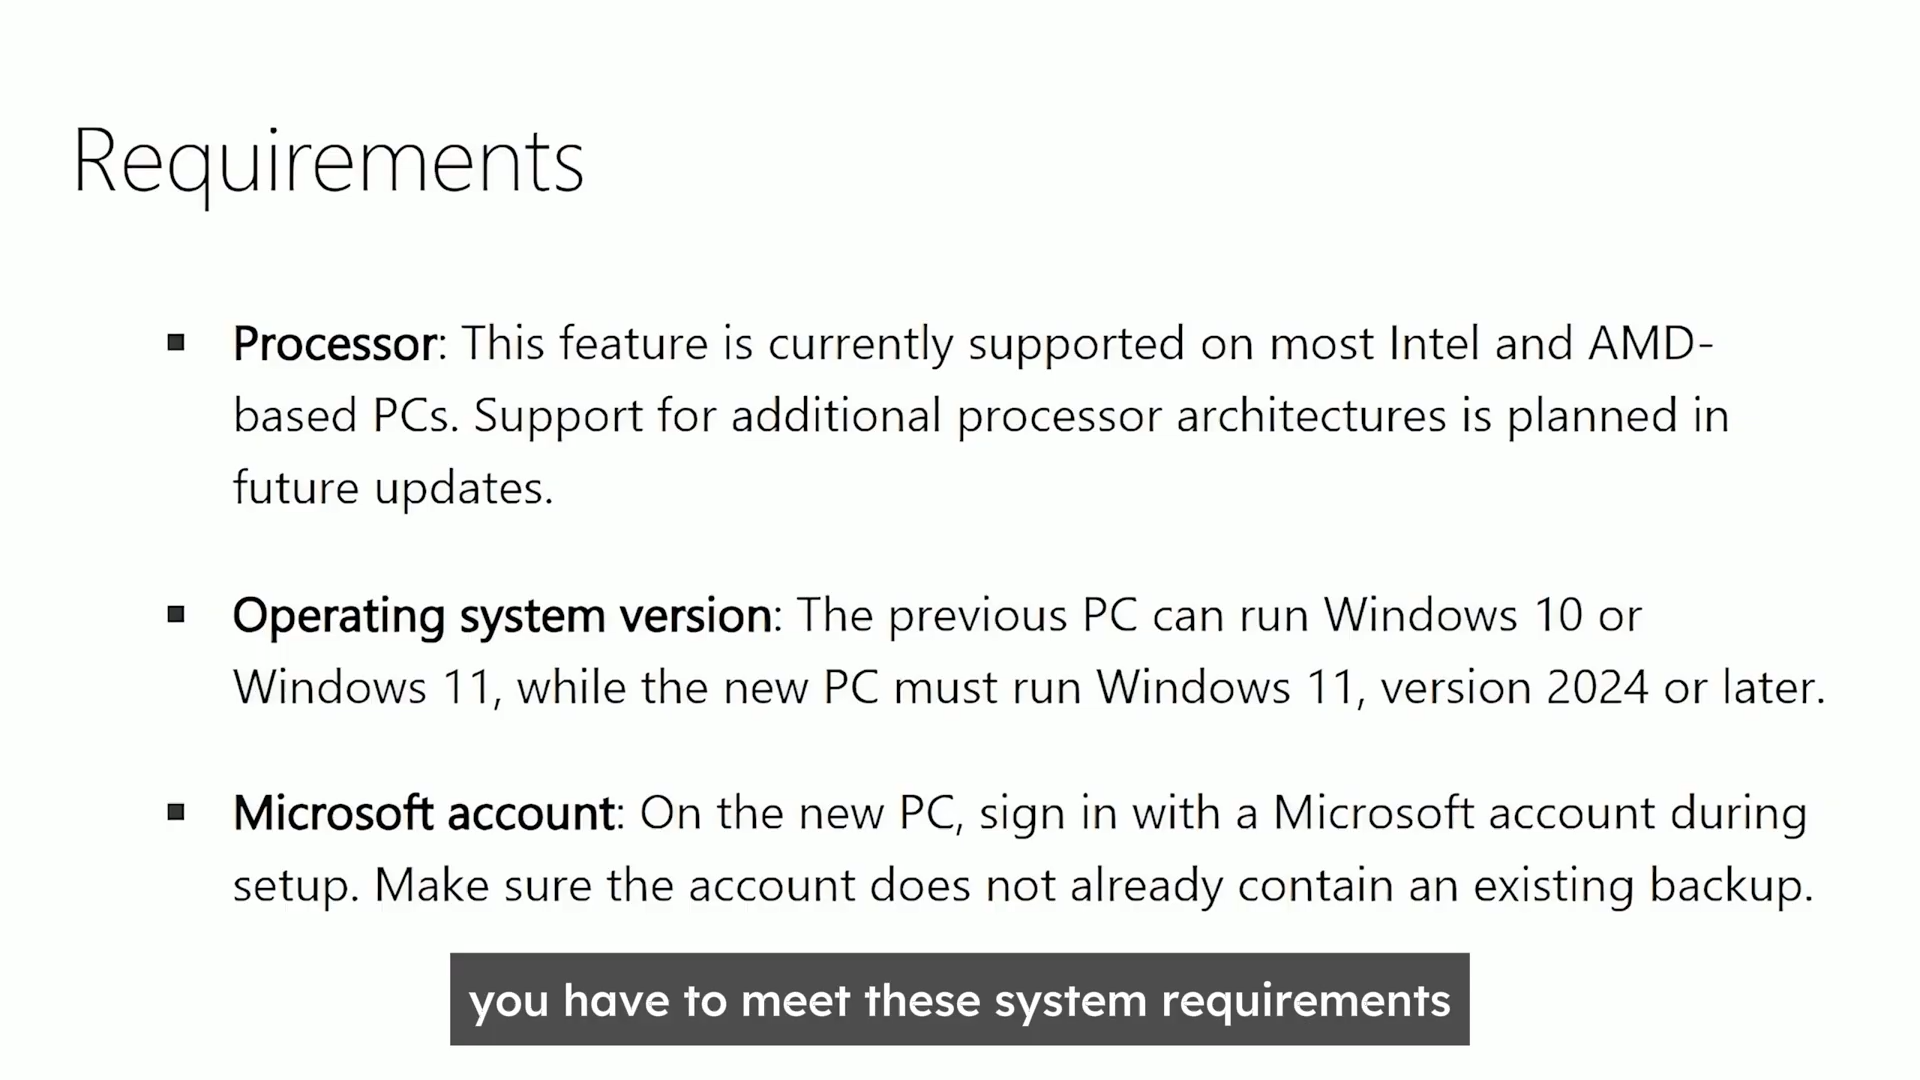 Requirements
▪ Processor: This feature is currently supported on most Intel and AMD-
based PCs. Support for additional processor architectures is planned in
future updates.
▪ Operating system version: The previous PC can run Windows 10 or
Windows 11, while the new PC must run Windows 11, version 2024 or later.
▪ Microsoft account: On the new PC, sign in with a Microsoft account during
setup. Make sure the account does not already contain an existing backup.
you have to meet these system requirements